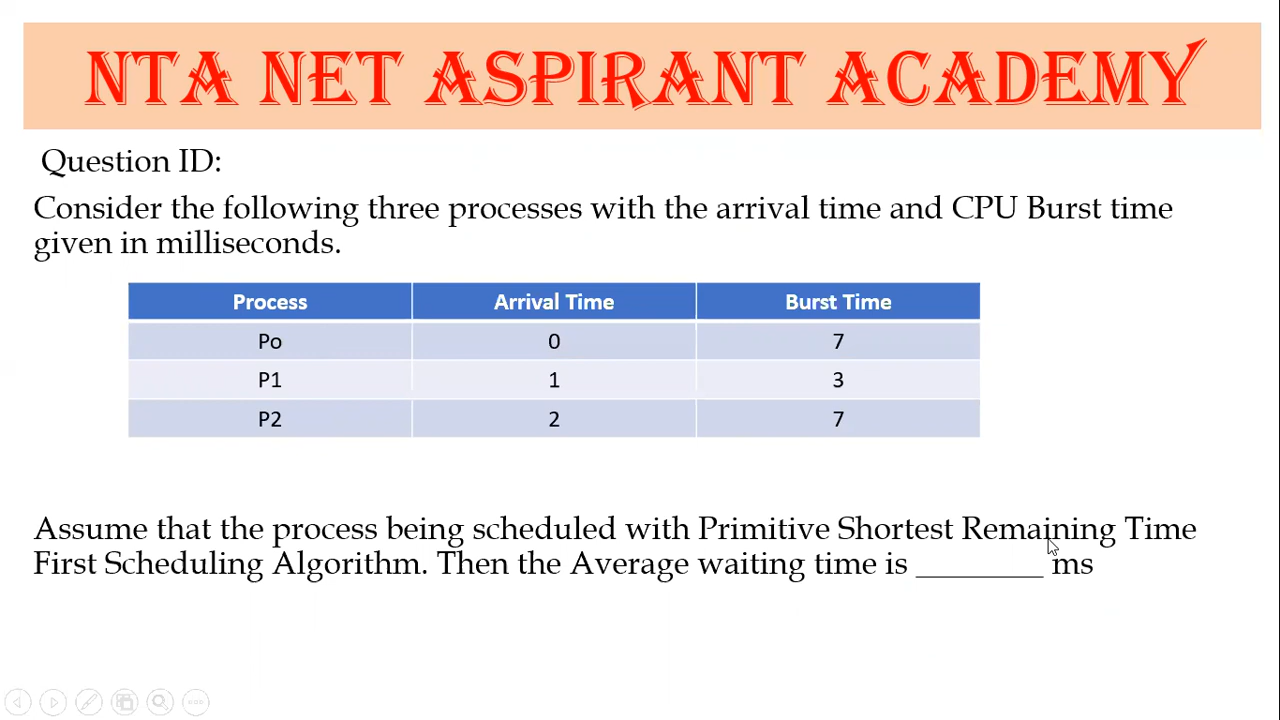 NTA NET ASPIRANT ACADEMY
Question ID:
Consider the following three processes with the arrival time and CPU Burst time
given in milliseconds.
Process Arrival Time Burst Time
Po 0 7
P1 1 3
P2 2 7
Assume that the process being scheduled with Primitive Shortest Remaining Time
First Scheduling Algorithm. Then the Average waiting time is _________ ms